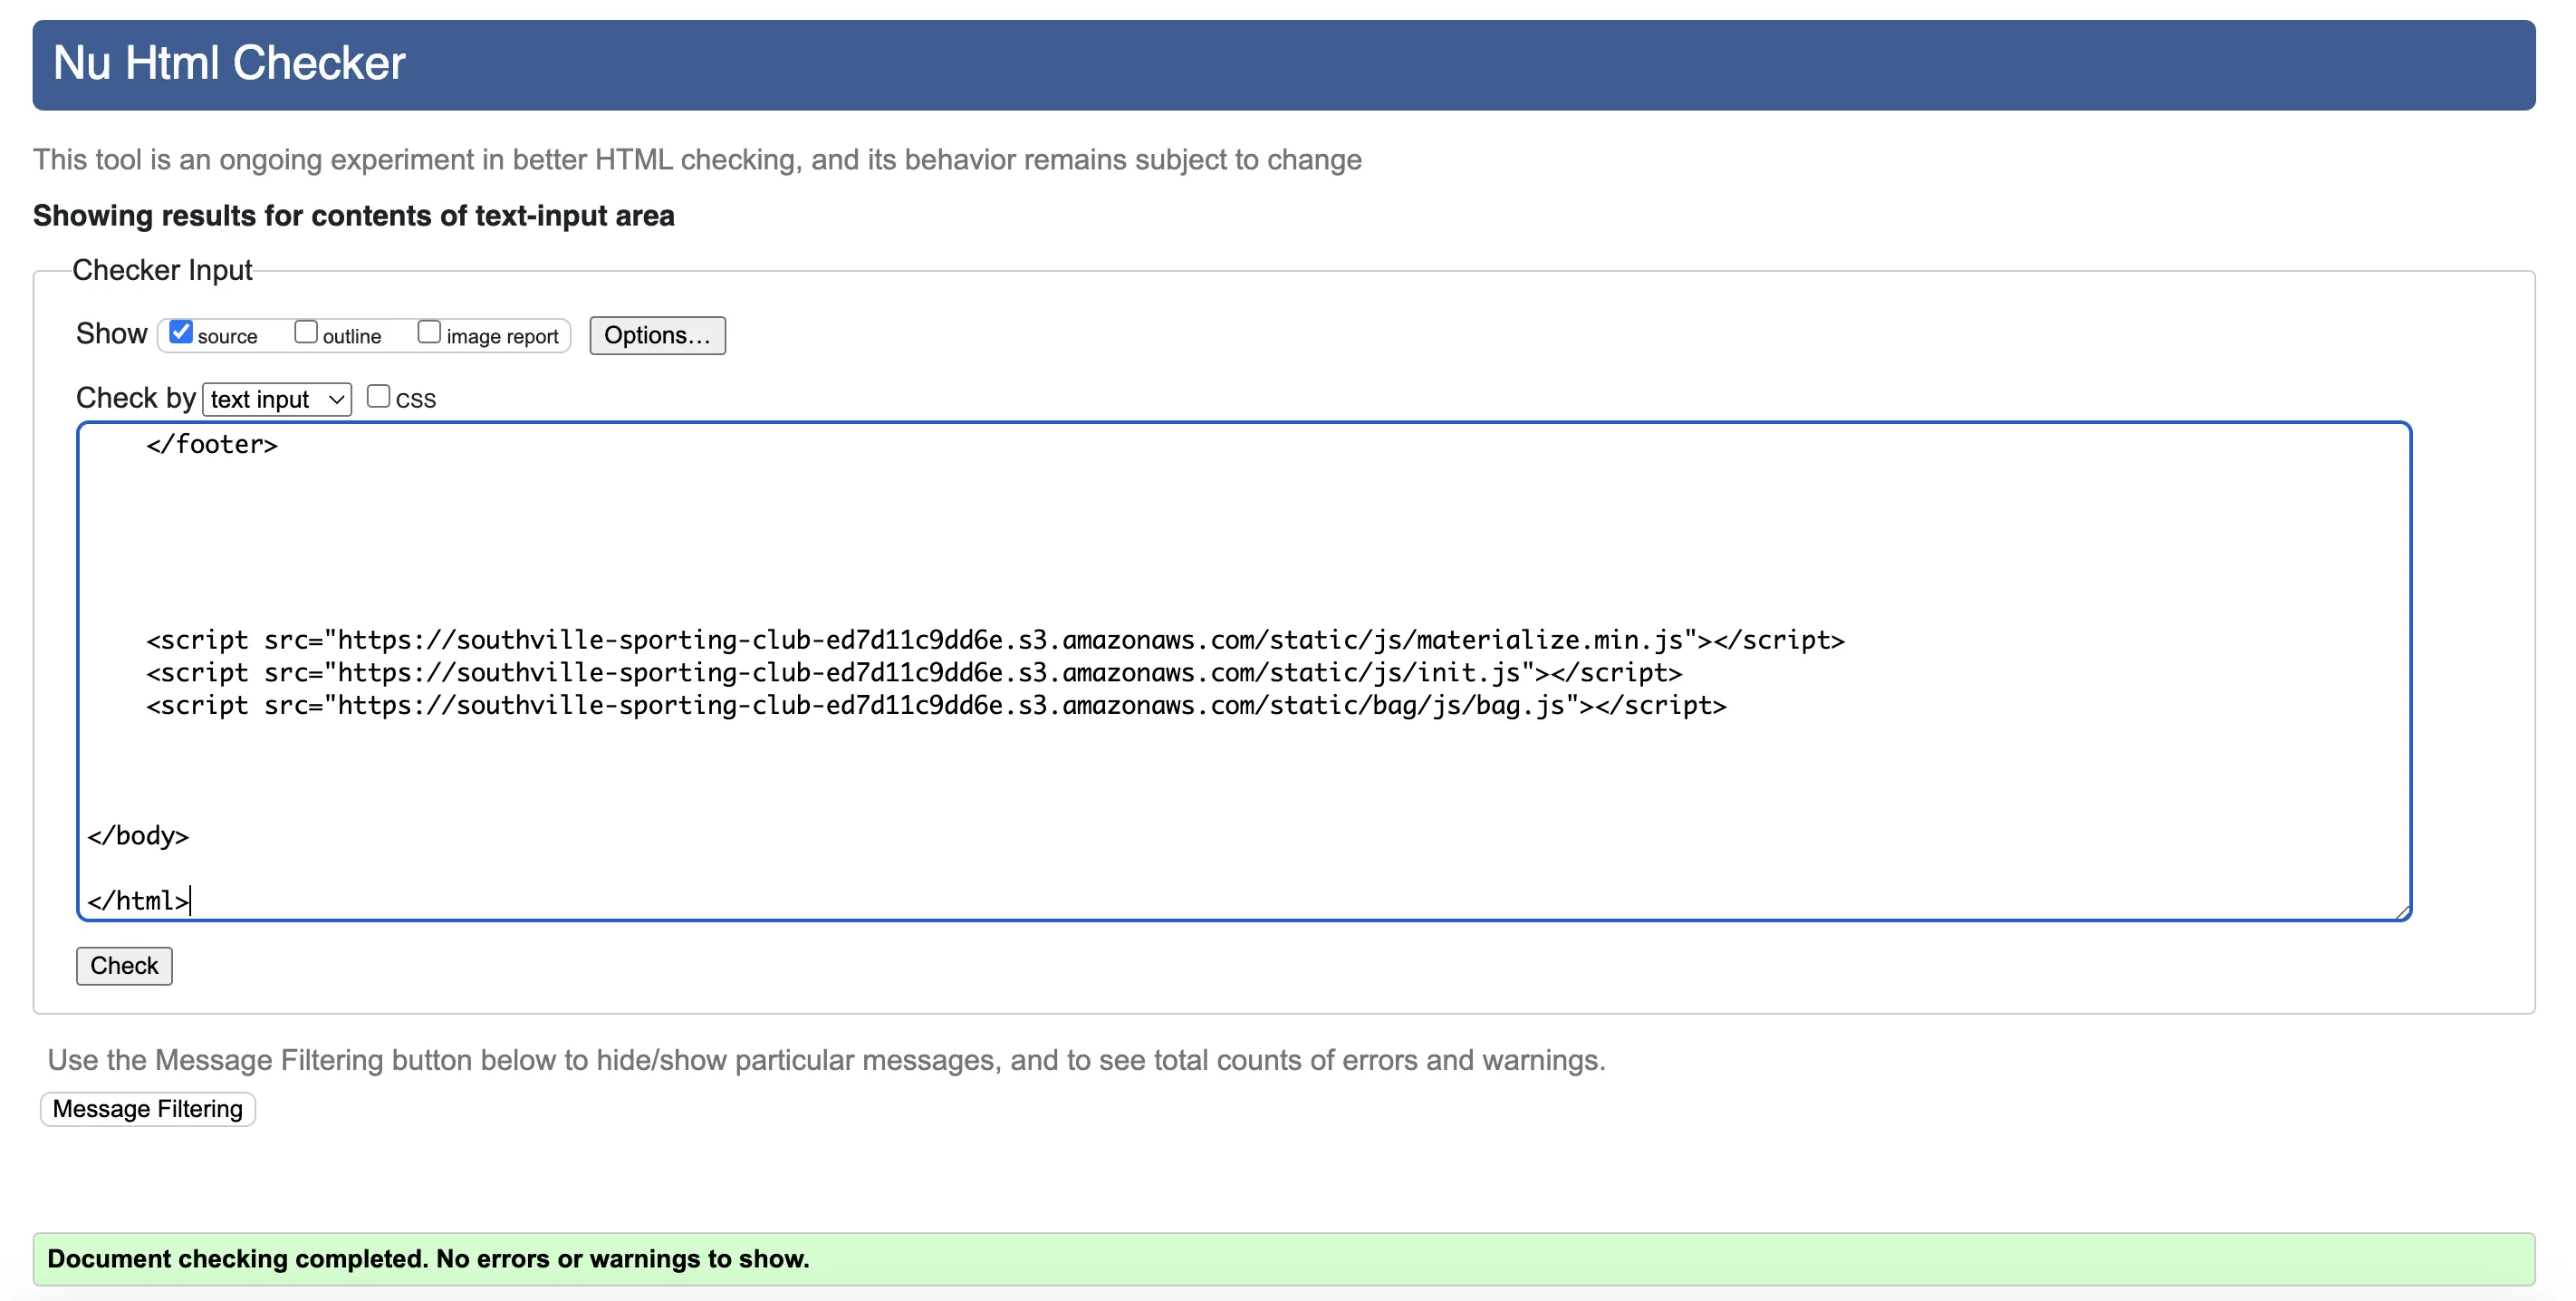 Nu Html Checker
This tool is an ongoing experiment in better HTML checking, and its behavior remains subject to change
Showing results for contents of text-input area
Checker Input
Show source outline image report Options...
Check by text input CSS
</footer>
<script src="https://southville-sporting-club-ed7d11c9dd6e.s3.amazonaws.com/static/js/materialize.min.js"></script>
<script src="https://southville-sporting-club-ed7d11c9dd6e.s3.amazonaws.com/static/js/init.js"></script>
<script src="https://southville-sporting-club-ed7d11c9dd6e.s3.amazonaws.com/static/bag/js/bag.js"></script>
</body>
</html>
Check
Use the Message Filtering button below to hide/show particular messages, and to see total counts of errors and warnings.
Message Filtering
Document checking completed. No errors or warnings to show.